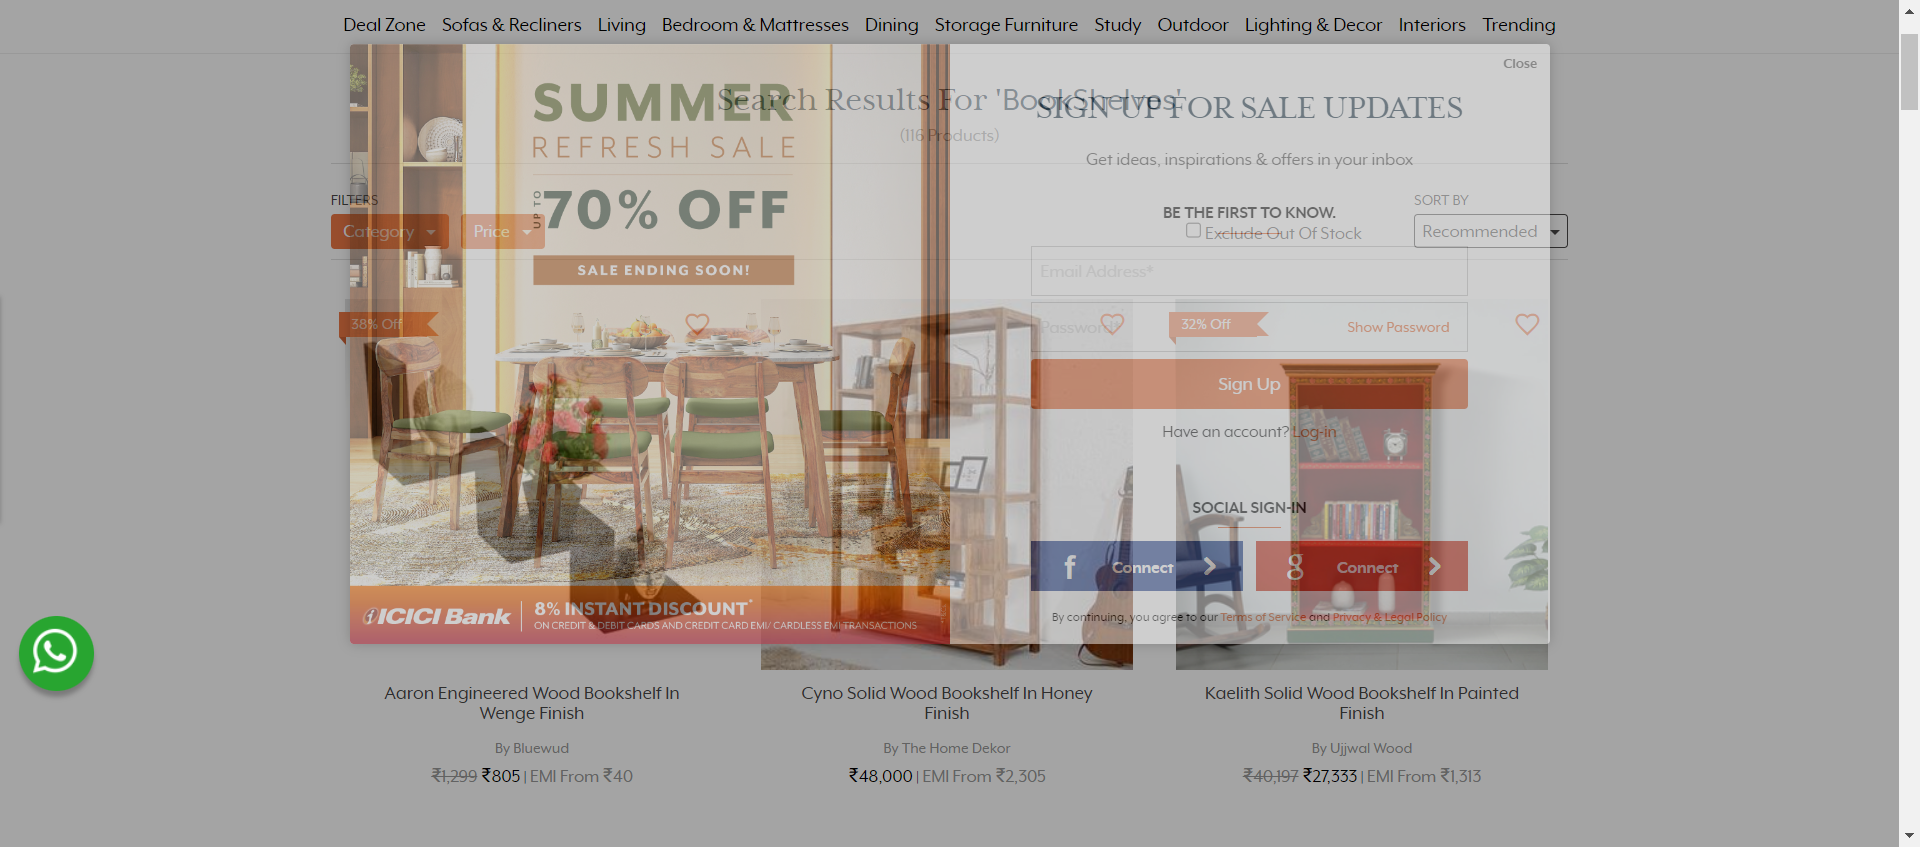 Deal Zone Sofas & Recliners Living Bedroom & Mattresses Dining Storage Furniture Study Outdoor Lighting & Decor Interiors Trending
Close
Search Results For 'BookShelves'
(116 Products)
SUMMER
REFRESH SALE
UP TO
70% OFF
SALE ENDING SOON!
SIGN UP FOR SALE UPDATES
Get ideas, inspirations & offers in your inbox
BE THE FIRST TO KNOW.
FILTERS
Category
Price
Exclude Out Of Stock
SORT BY
Recommended
Email Address*
Password*
Show Password
Sign Up
Have an account? Log-in
SOCIAL SIGN-IN
f Connect
g Connect
By continuing, you agree to our Terms of Service and Privacy & Legal Policy
38% Off
32% Off
ICICI Bank
8% INSTANT DISCOUNT*
ON CREDIT & DEBIT CARDS AND CREDIT CARD EMI/ CARDLESS EMI TRANSACTIONS
Aaron Engineered Wood Bookshelf In
Wenge Finish
By Bluewud
₹1,299 ₹805 | EMI From ₹40
Cyno Solid Wood Bookshelf In Honey
Finish
By The Home Dekor
₹48,000 | EMI From ₹2,305
Kaelith Solid Wood Bookshelf In Painted
Finish
By Ujjwal Wood
₹40,197 ₹27,333 | EMI From ₹1,313